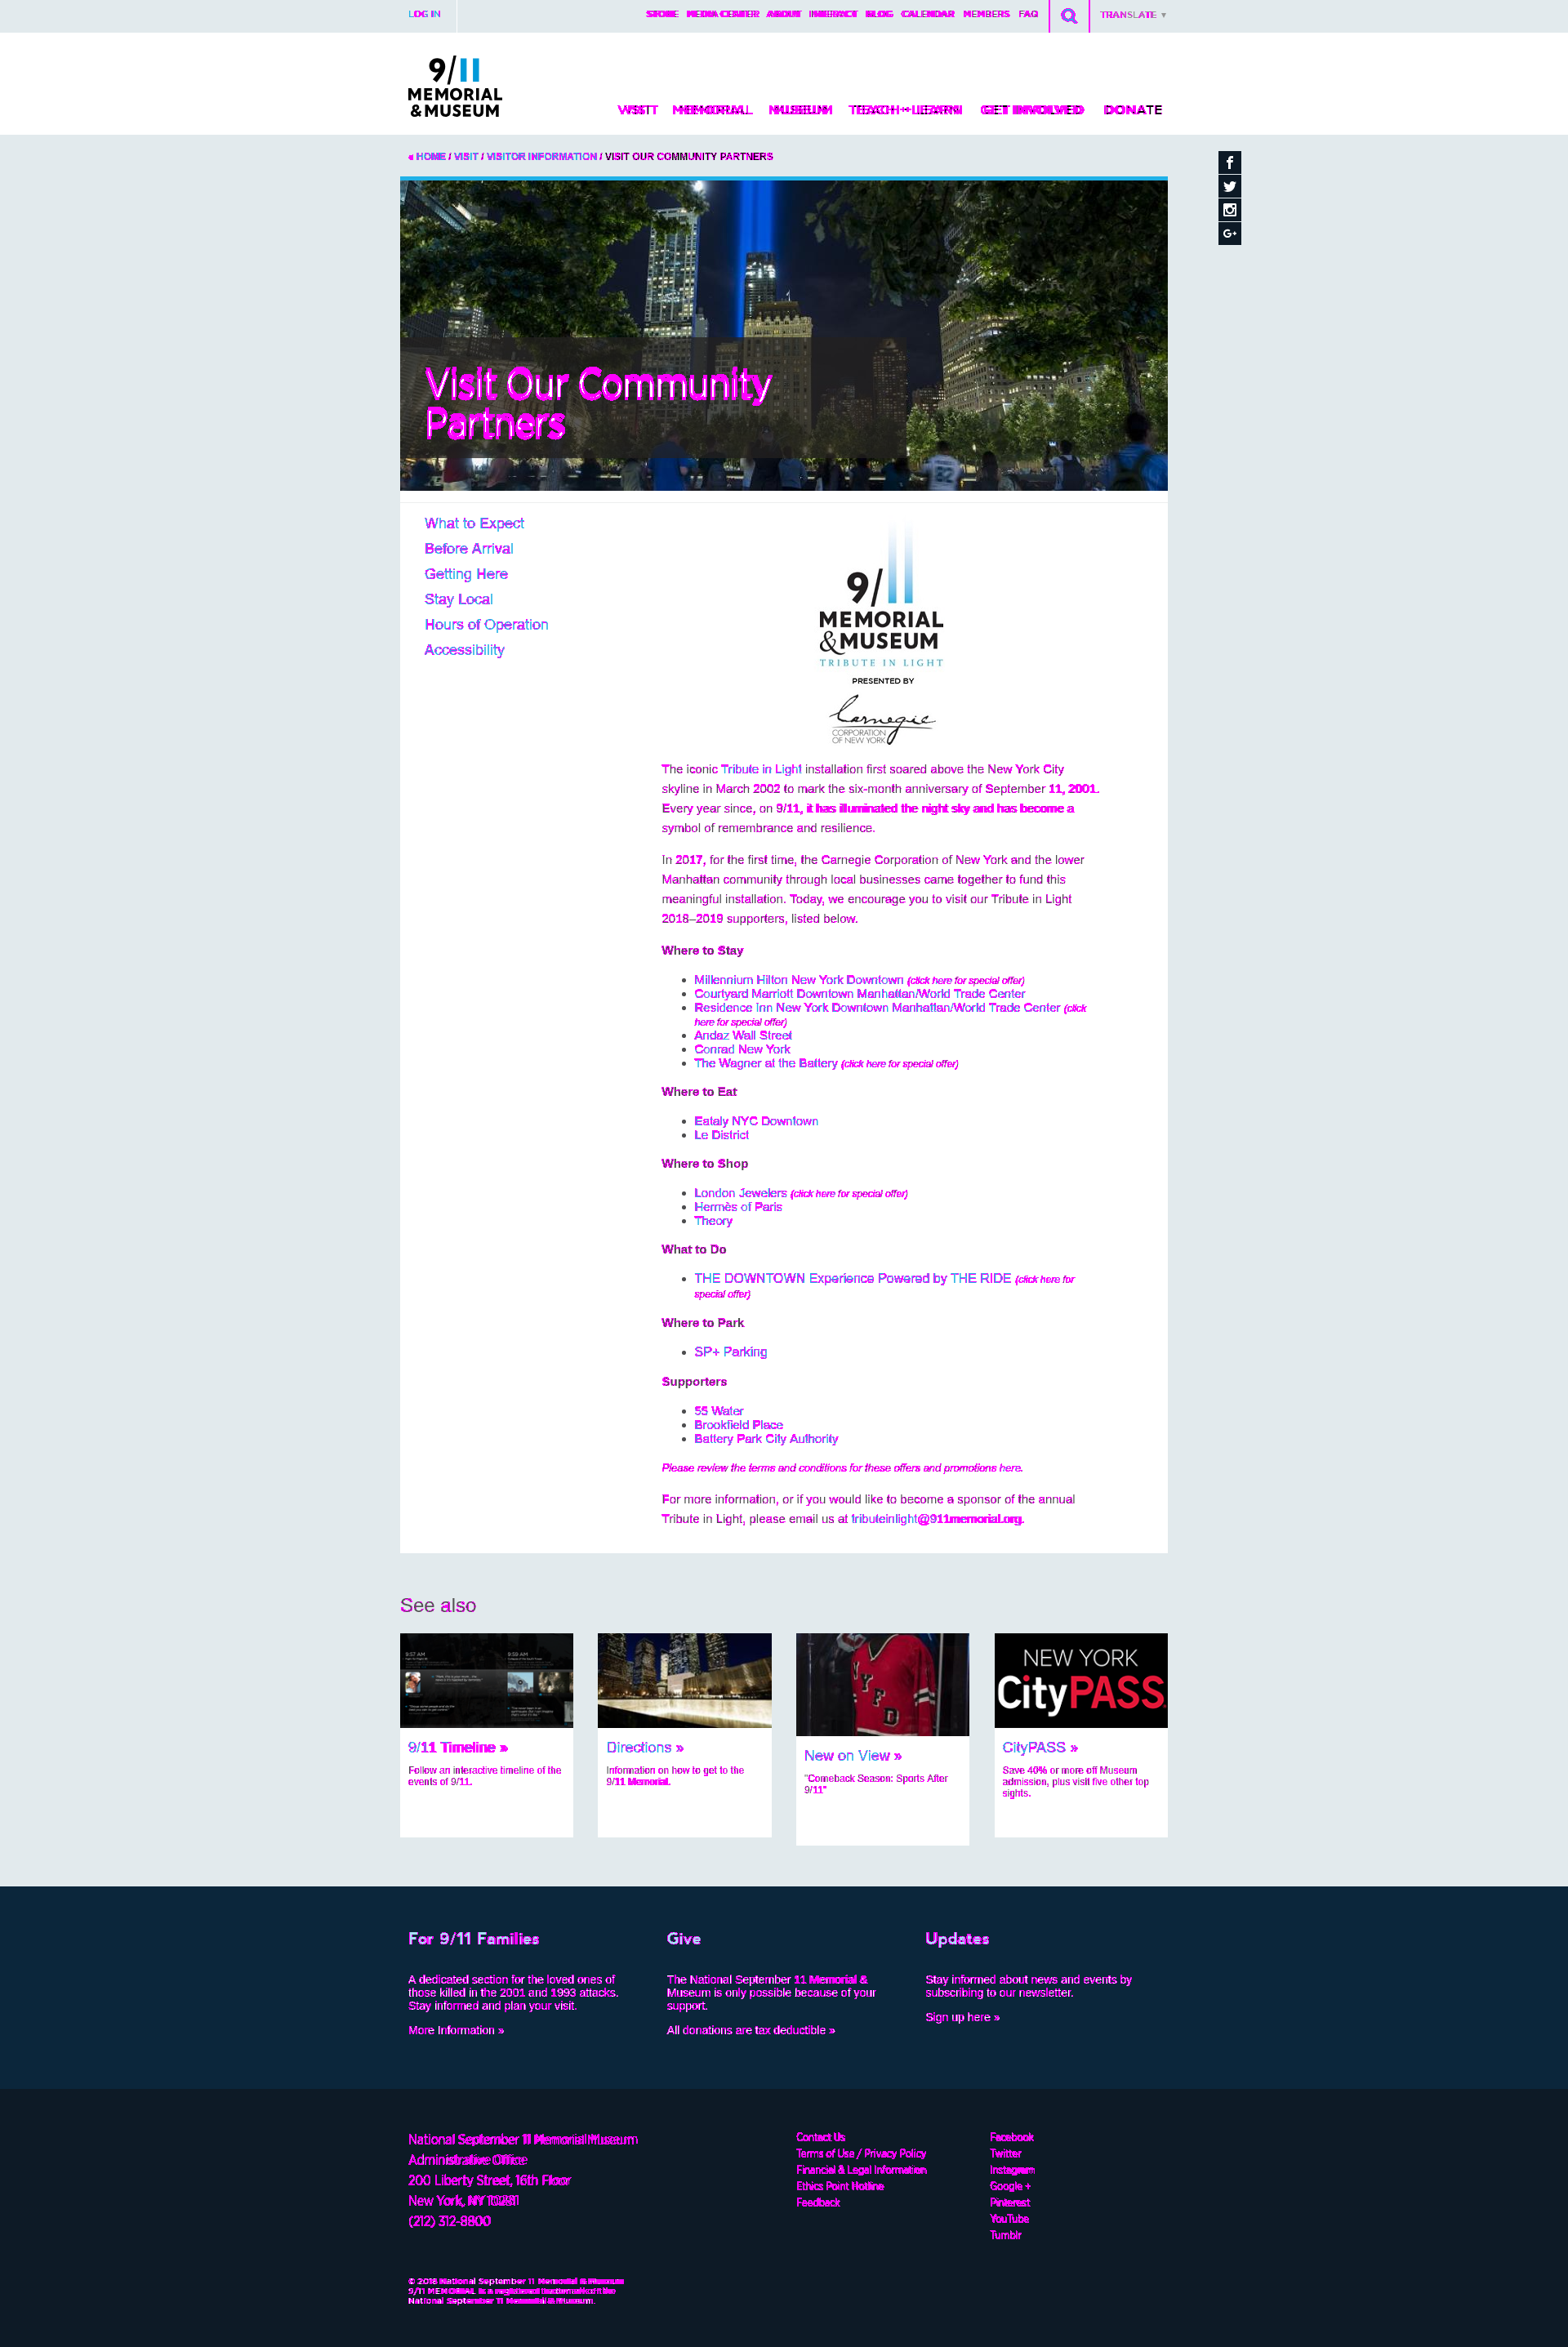 LOG IN
STORE MEDIA CENTER ABOUT INTERACT BLOG CALENDAR MEMBERS FAQ
TRANSLATE ▼
9/11
MEMORIAL
&MUSEUM
VISIT MEMORIAL MUSEUM TEACH + LEARN GET INVOLVED DONATE
« HOME / VISIT / VISITOR INFORMATION / VISIT OUR COMMUNITY PARTNERS
Visit Our Community
Partners
What to Expect
Before Arrival
Getting Here
Stay Local
Hours of Operation
Accessibility
9/11
MEMORIAL
&MUSEUM
TRIBUTE IN LIGHT
PRESENTED BY
Carnegie
CORPORATION
OF NEW YORK
The iconic Tribute in Light installation first soared above the New York City
skyline in March 2002 to mark the six-month anniversary of September 11, 2001.
Every year since, on 9/11, it has illuminated the night sky and has become a
symbol of remembrance and resilience.
In 2017, for the first time, the Carnegie Corporation of New York and the lower
Manhattan community through local businesses came together to fund this
meaningful installation. Today, we encourage you to visit our Tribute in Light
2018–2019 supporters, listed below.
Where to Stay
Millennium Hilton New York Downtown (click here for special offer)
Courtyard Marriott Downtown Manhattan/World Trade Center
Residence Inn New York Downtown Manhattan/World Trade Center (click
here for special offer)
Andaz Wall Street
Conrad New York
The Wagner at the Battery (click here for special offer)
Where to Eat
Eataly NYC Downtown
Le District
Where to Shop
London Jewelers (click here for special offer)
Hermès of Paris
Theory
What to Do
THE DOWNTOWN Experience Powered by THE RIDE (click here for
special offer)
Where to Park
SP+ Parking
Supporters
55 Water
Brookfield Place
Battery Park City Authority
Please review the terms and conditions for these offers and promotions here.
For more information, or if you would like to become a sponsor of the annual
Tribute in Light, please email us at tributeinlight@911memorial.org.
See also
NYFD
NEW YORK
CityPASS
9/11 Timeline »
Follow an interactive timeline of the
events of 9/11.
Directions »
Information on how to get to the
9/11 Memorial.
New on View »
"Comeback Season: Sports After
9/11"
CityPASS »
Save 40% or more off Museum
admission, plus visit five other top
sights.
For 9/11 Families
A dedicated section for the loved ones of
those killed in the 2001 and 1993 attacks.
Stay informed and plan your visit.
More Information »
Give
The National September 11 Memorial &
Museum is only possible because of your
support.
All donations are tax deductible »
Updates
Stay informed about news and events by
subscribing to our newsletter.
Sign up here »
National September 11 Memorial Museum
Administrative Office
200 Liberty Street, 16th Floor
New York, NY 10281
(212) 312-8800
Contact Us
Terms of Use / Privacy Policy
Financial & Legal Information
Ethics Point Hotline
Feedback
Facebook
Twitter
Instagram
Google +
Pinterest
YouTube
Tumblr
© 2018 National September 11 Memorial & Museum
9/11 MEMORIAL is a registered trademark of the
National September 11 Memorial & Museum.